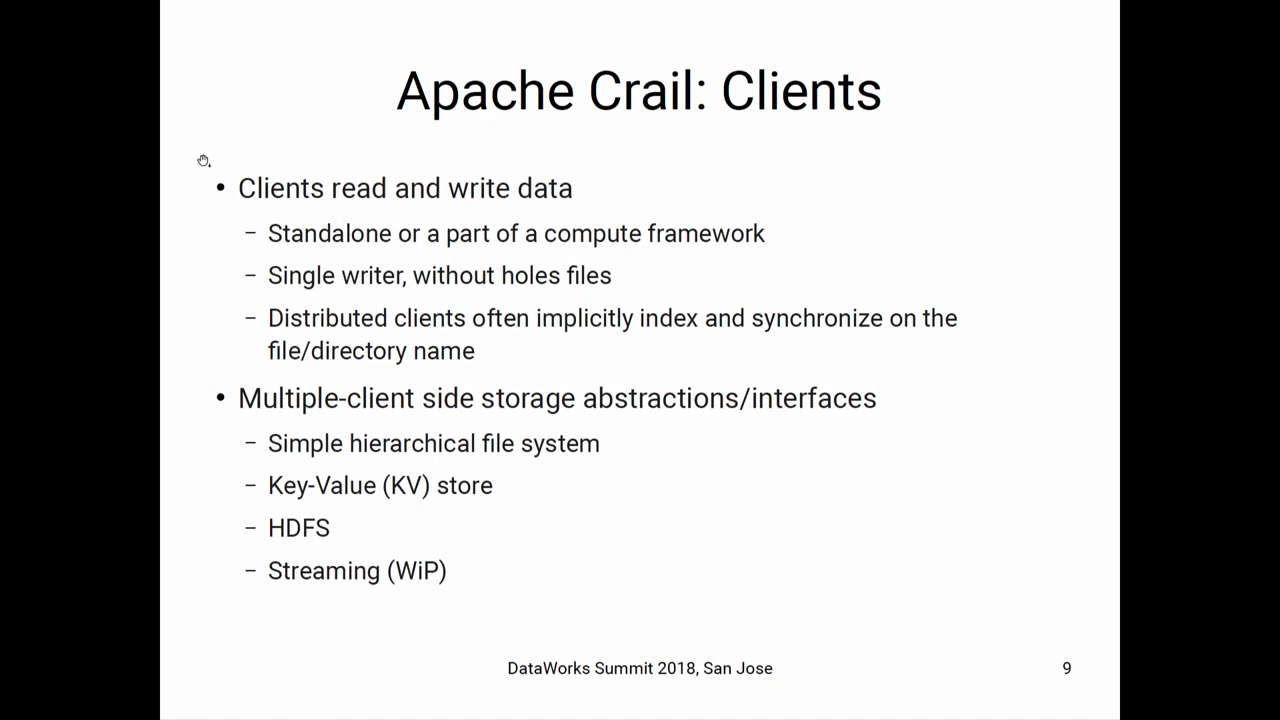 Apache Crail: Clients
• Clients read and write data
– Standalone or a part of a compute framework
– Single writer, without holes files
– Distributed clients often implicitly index and synchronize on the
file/directory name
• Multiple-client side storage abstractions/interfaces
– Simple hierarchical file system
– Key-Value (KV) store
– HDFS
– Streaming (WiP)
DataWorks Summit 2018, San Jose
9